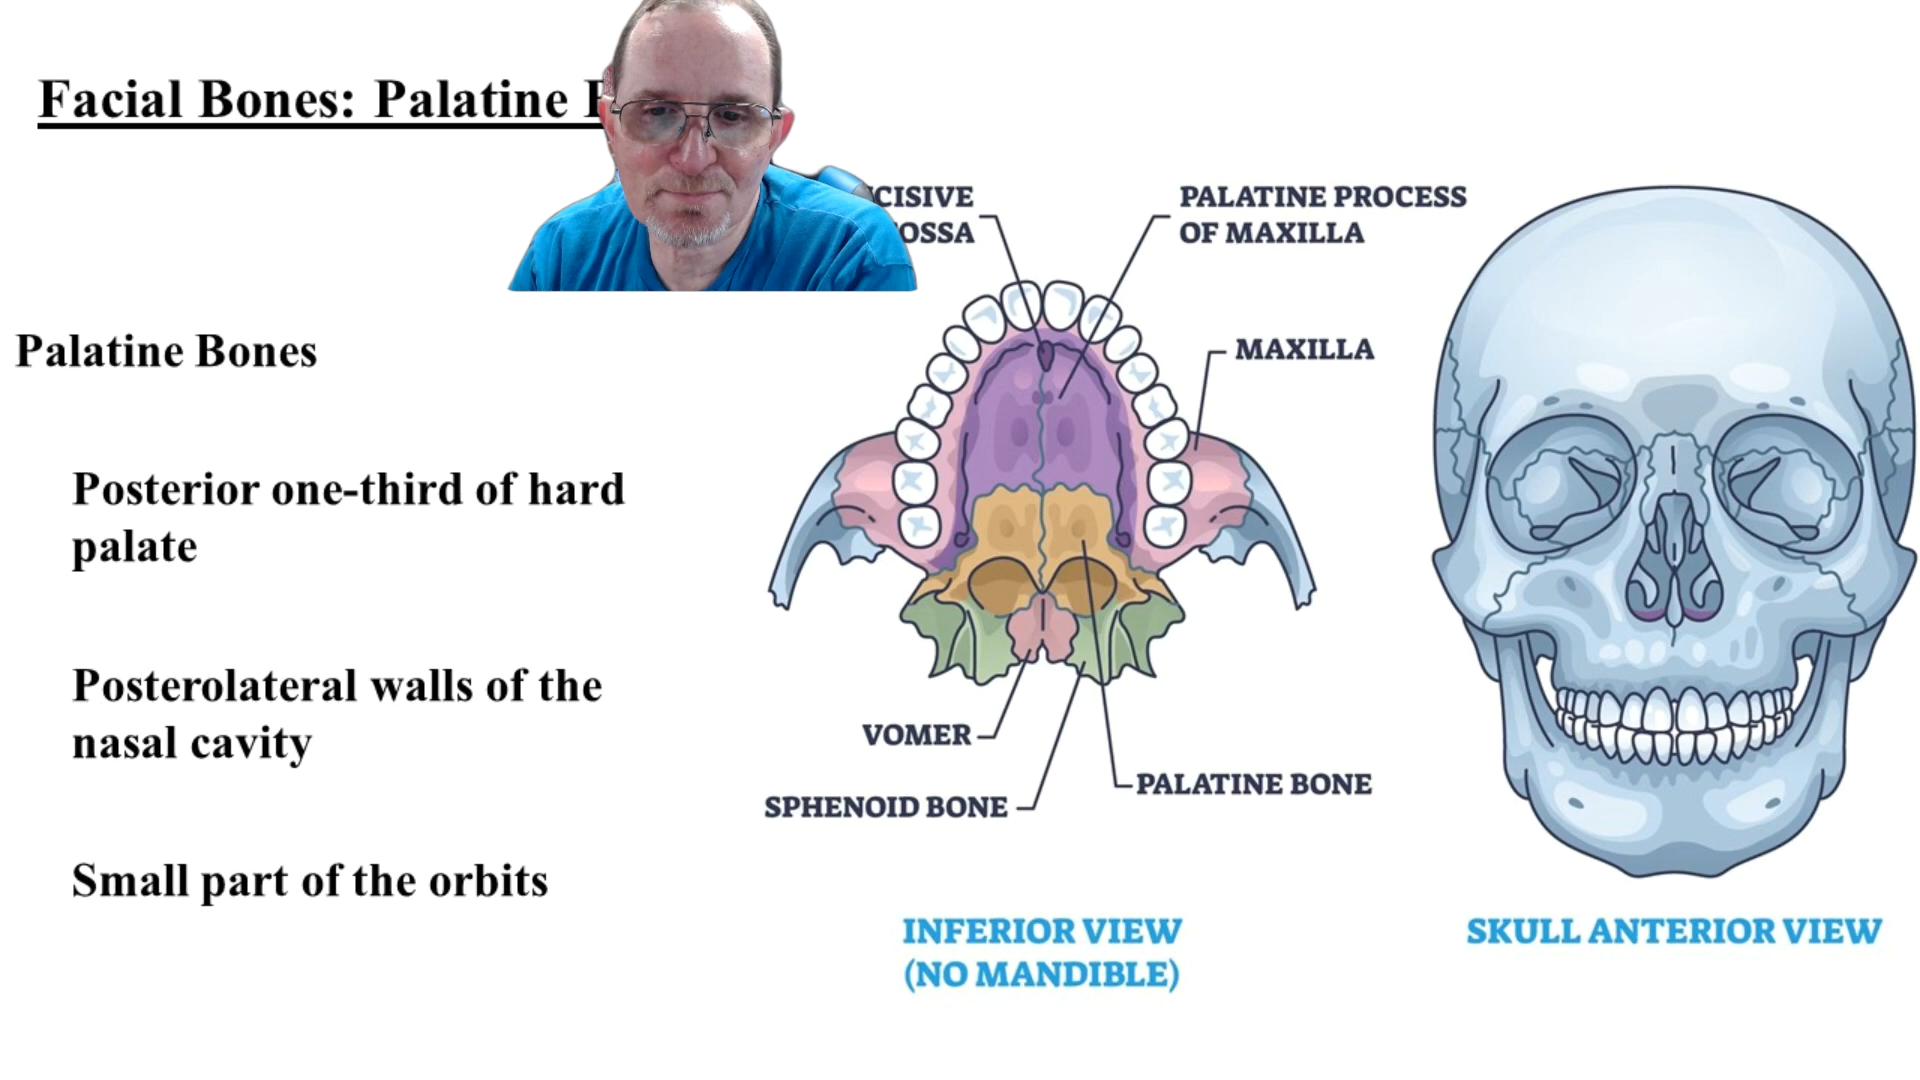 Facial Bones: Palatine
PALATINE PROCESS
OF MAXILLA
MAXILLA
Palatine Bones
Posterior one-third of hard
palate
Posterolateral walls of the
nasal cavity
Small part of the orbits
VOMER
SPHENOID BONE
PALATINE BONE
INFERIOR VIEW
(NO MANDIBLE)
SKULL ANTERIOR VIEW